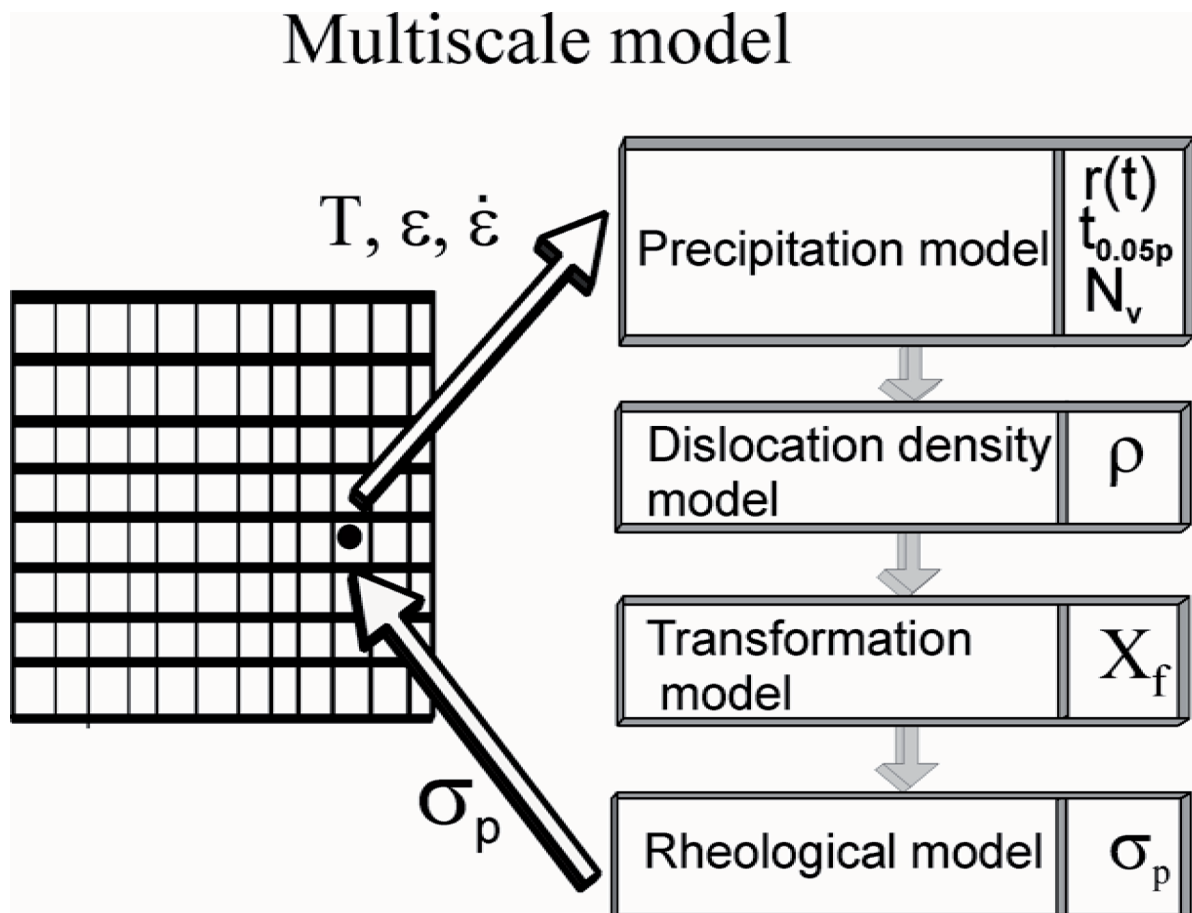 Multiscale model
T, ε, ε̇
Precipitation model
r(t)
t0.05p
Nv
Dislocation density
model
ρ
Transformation
model
Xf
σp
Rheological model
σp